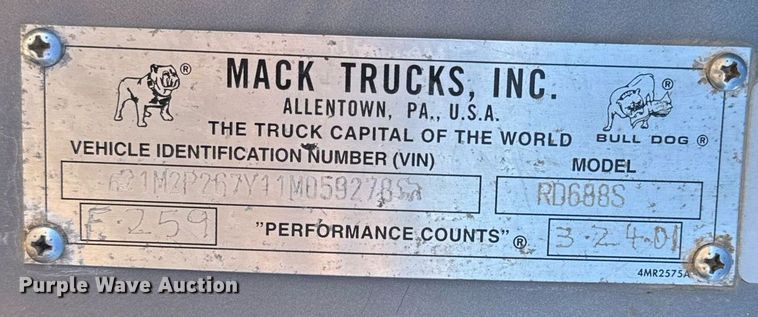 MACK TRUCKS, INC.
ALLENTOWN, PA., U.S.A.
THE TRUCK CAPITAL OF THE WORLD
BULL DOG ®
VEHICLE IDENTIFICATION NUMBER (VIN)
MODEL
1M2P267Y11M059278
RD688S
F-259
"PERFORMANCE COUNTS" ®
3-24-01
4MR2575A
Purple Wave Auction